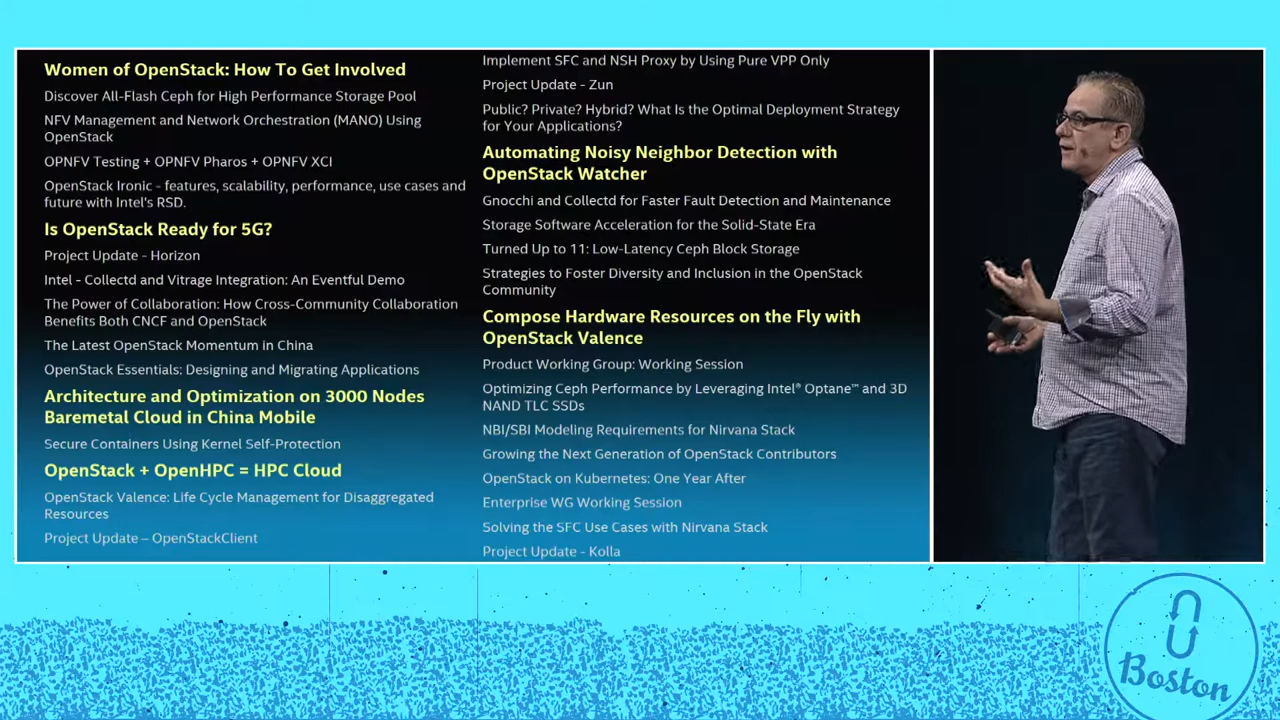 Women of OpenStack: How To Get Involved
Discover All-Flash Ceph for High Performance Storage Pool
NFV Management and Network Orchestration (MANO) Using
OpenStack
OPNFV Testing + OPNFV Pharos + OPNFV XCI
OpenStack Ironic - features, scalability, performance, use cases and
future with Intel's RSD.
Is OpenStack Ready for 5G?
Project Update - Horizon
Intel - Collectd and Vitrage Integration: An Eventful Demo
The Power of Collaboration: How Cross-Community Collaboration
Benefits Both CNCF and OpenStack
The Latest OpenStack Momentum in China
OpenStack Essentials: Designing and Migrating Applications
Architecture and Optimization on 3000 Nodes
Baremetal Cloud in China Mobile
Secure Containers Using Kernel Self-Protection
OpenStack + OpenHPC = HPC Cloud
OpenStack Valence: Life Cycle Management for Disaggregated
Resources
Project Update – OpenStackClient
Implement SFC and NSH Proxy by Using Pure VPP Only
Project Update - Zun
Public? Private? Hybrid? What Is the Optimal Deployment Strategy
for Your Applications?
Automating Noisy Neighbor Detection with
OpenStack Watcher
Gnocchi and Collectd for Faster Fault Detection and Maintenance
Storage Software Acceleration for the Solid-State Era
Turned Up to 11: Low-Latency Ceph Block Storage
Strategies to Foster Diversity and Inclusion in the OpenStack
Community
Compose Hardware Resources on the Fly with
OpenStack Valence
Product Working Group: Working Session
Optimizing Ceph Performance by Leveraging Intel® Optane™ and 3D
NAND TLC SSDs
NBI/SBI Modeling Requirements for Nirvana Stack
Growing the Next Generation of OpenStack Contributors
OpenStack on Kubernetes: One Year After
Enterprise WG Working Session
Solving the SFC Use Cases with Nirvana Stack
Project Update - Kolla
Boston